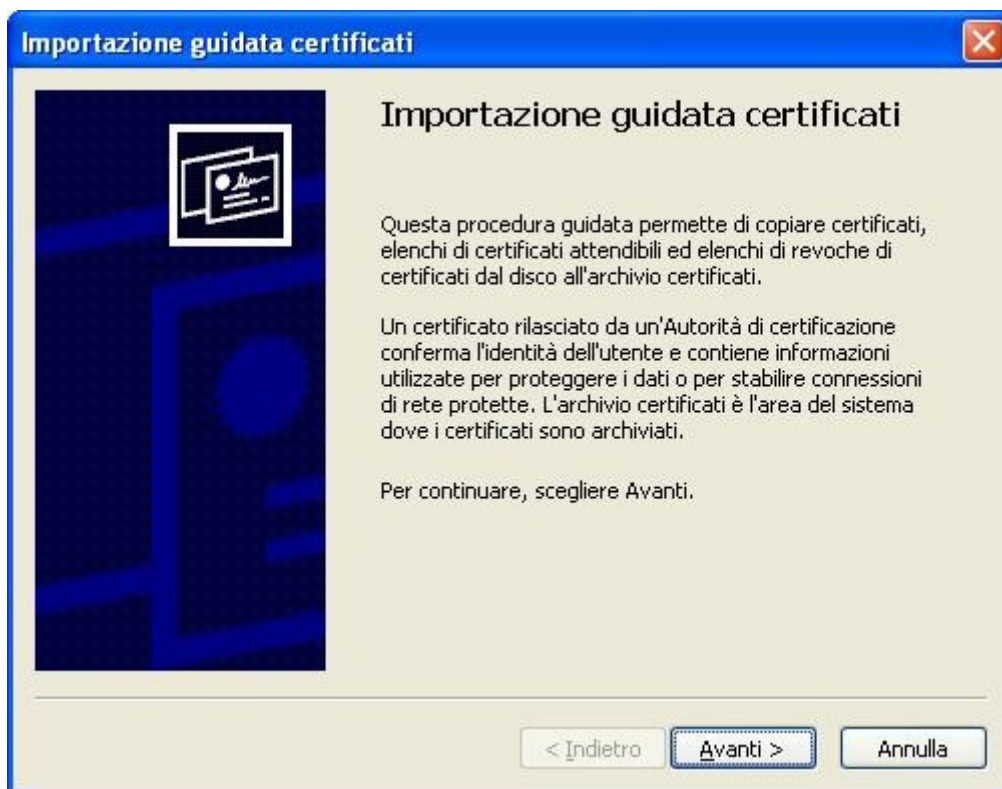 Importazione guidata certificati
Importazione guidata certificati
Questa procedura guidata permette di copiare certificati,
elenchi di certificati attendibili ed elenchi di revoche di
certificati dal disco all'archivio certificati.
Un certificato rilasciato da un'Autorità di certificazione
conferma l'identità dell'utente e contiene informazioni
utilizzate per proteggere i dati o per stabilire connessioni
di rete protette. L'archivio certificati è l'area del sistema
dove i certificati sono archiviati.
Per continuare, scegliere Avanti.
< Indietro Avanti > Annulla